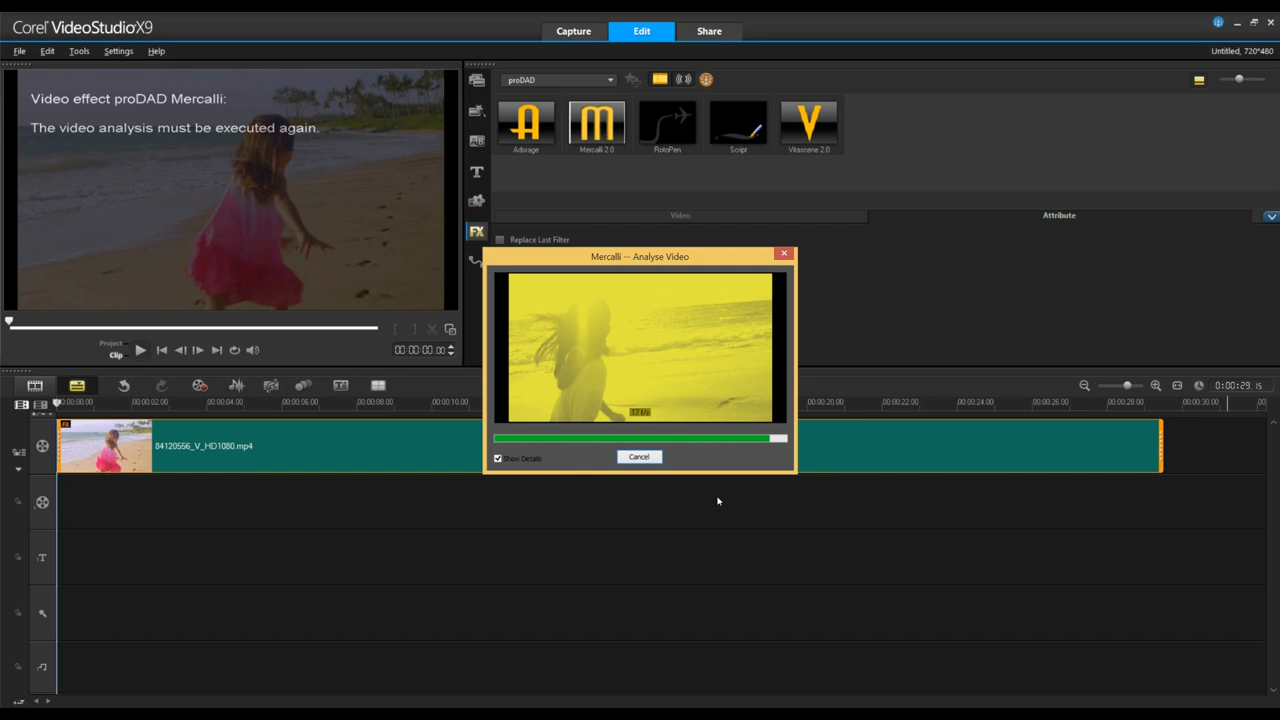 Corel VideoStudio X9
Capture
Edit
Share
File
Edit
Tools
Settings
Help
Untitled, 720*480
Video effect proDAD Mercalli:
The video analysis must be executed again.
proDAD
Adorage
Mercalli 2.0
RotoPen
Script
Vitascene 2.0
Video
Attribute
FX
Replace Last Filter
Mercalli -- Analyse Video
17 f/s
Show Details
Cancel
Project
Clip
00:00:00.00
0:00:29.15
00:00:00.00
00:00:02.00
00:00:04.00
00:00:06.00
00:00:08.00
00:00:10.00
00:00:20.00
00:00:22.00
00:00:24.00
00:00:26.00
00:00:28.00
00:00:30.00
FX
84120556_V_HD1080.mp4